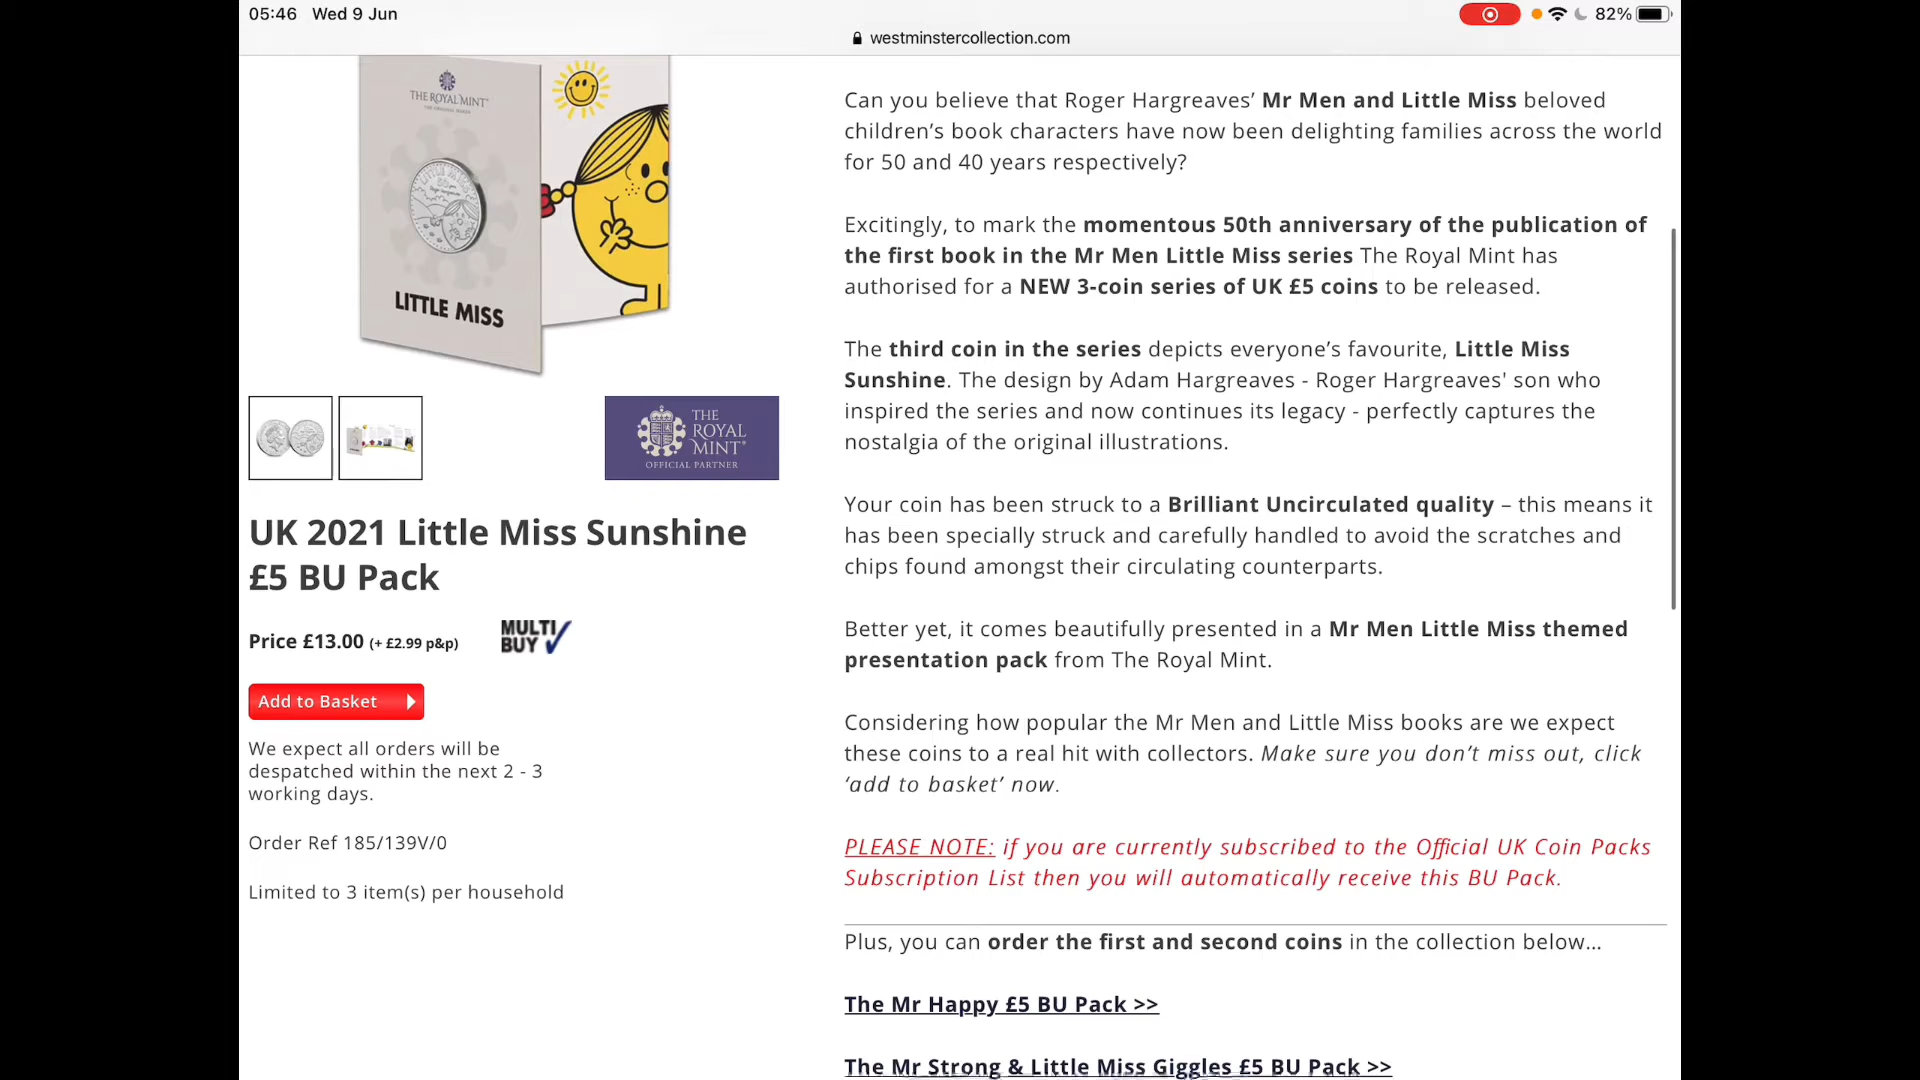 05:46 Wed 9 Jun
82%
westminstercollection.com
THE ROYAL MINT
LITTLE MISS
THE
ROYAL
MINT
OFFICIAL PARTNER
UK 2021 Little Miss Sunshine
£5 BU Pack
Price £13.00 (+ £2.99 p&p)
MULTI
BUY
Add to Basket
We expect all orders will be
despatched within the next 2 - 3
working days.
Order Ref 185/139V/0
Limited to 3 item(s) per household
Can you believe that Roger Hargreaves’ Mr Men and Little Miss beloved
children’s book characters have now been delighting families across the world
for 50 and 40 years respectively?
Excitingly, to mark the momentous 50th anniversary of the publication of
the first book in the Mr Men Little Miss series The Royal Mint has
authorised for a NEW 3-coin series of UK £5 coins to be released.
The third coin in the series depicts everyone’s favourite, Little Miss
Sunshine. The design by Adam Hargreaves - Roger Hargreaves' son who
inspired the series and now continues its legacy - perfectly captures the
nostalgia of the original illustrations.
Your coin has been struck to a Brilliant Uncirculated quality – this means it
has been specially struck and carefully handled to avoid the scratches and
chips found amongst their circulating counterparts.
Better yet, it comes beautifully presented in a Mr Men Little Miss themed
presentation pack from The Royal Mint.
Considering how popular the Mr Men and Little Miss books are we expect
these coins to a real hit with collectors. Make sure you don’t miss out, click
‘add to basket’ now.
PLEASE NOTE: if you are currently subscribed to the Official UK Coin Packs
Subscription List then you will automatically receive this BU Pack.
Plus, you can order the first and second coins in the collection below...
The Mr Happy £5 BU Pack >>
The Mr Strong & Little Miss Giggles £5 BU Pack >>